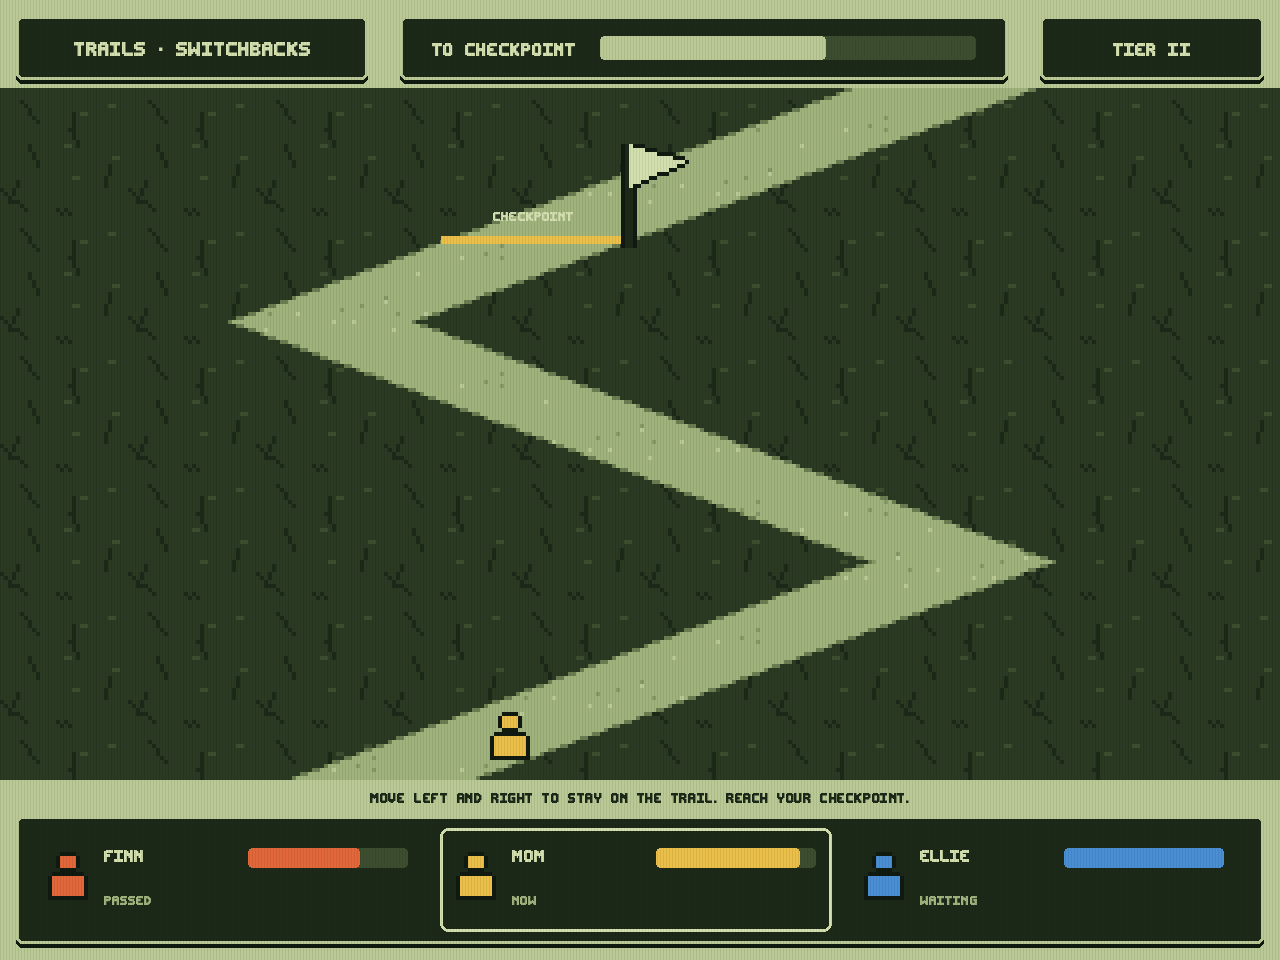 TRAILS · SWITCHBACKS
TO CHECKPOINT
TIER II
CHECKPOINT
MOVE LEFT AND RIGHT TO STAY ON THE TRAIL. REACH YOUR CHECKPOINT.
FINN
PASSED
MOM
NOW
ELLIE
WAITING